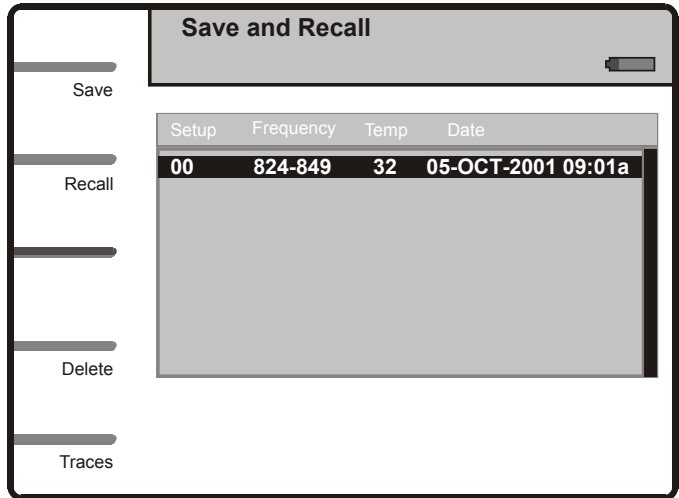 Save and Recall
Save
Recall
Delete
Traces
Setup Frequency Temp Date
00 824-849 32 05-OCT-2001 09:01a